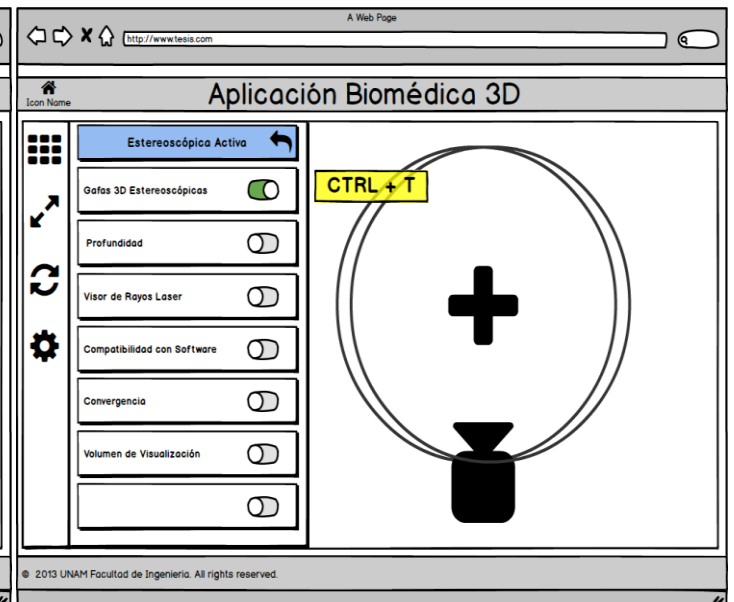 A Web Page
http://www.tesis.com
Icon Name
Aplicación Biomédica 3D
Estereoscópica Activa
Gafas 3D Estereoscópicas
CTRL + T
Profundidad
Visor de Rayos Laser
Compatibilidad con Software
Convergencia
Volumen de Visualización
© 2013 UNAM Facultad de Ingenieria. All rights reserved.